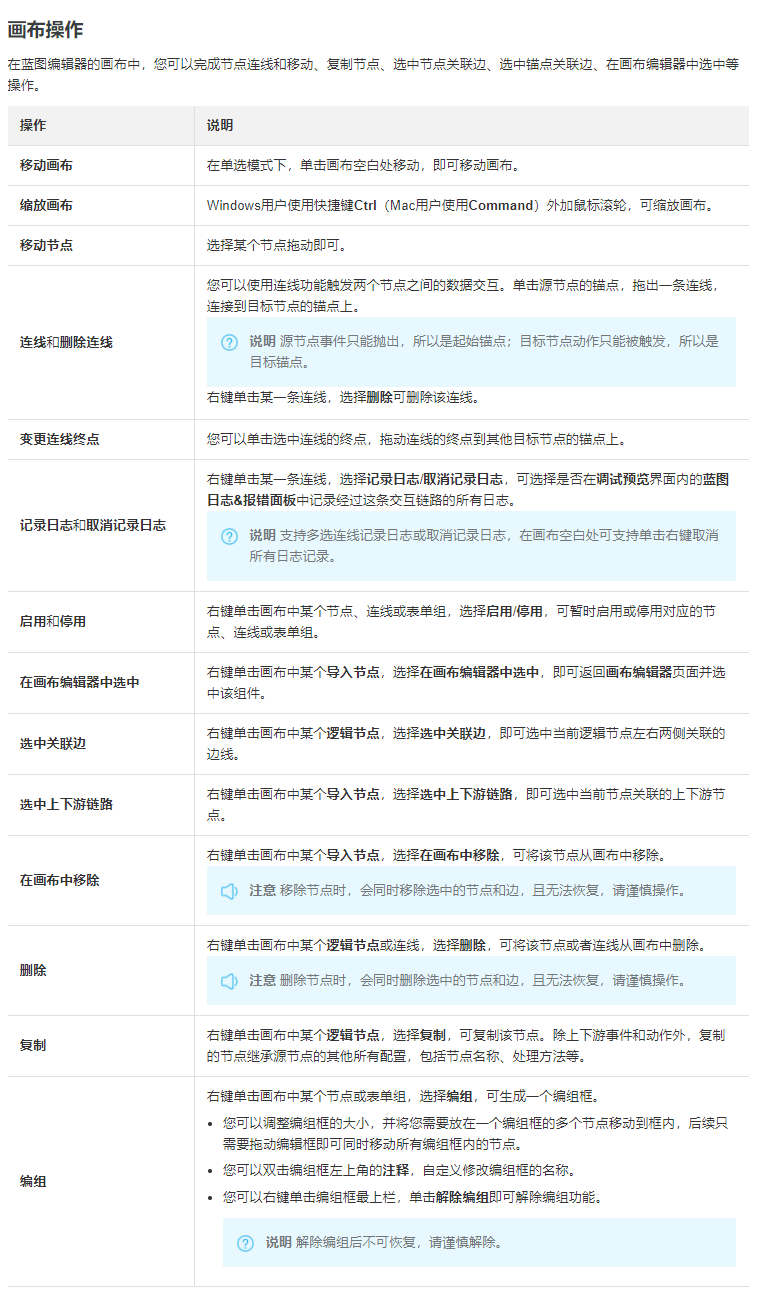 画布操作
在蓝图编辑器的画布中，您可以完成节点连线和移动、复制节点、选中节点关联边、选中锚点关联边、在画布编辑器中选中等
操作。
操作
说明
移动画布
在单选模式下，单击画布空白处移动，即可移动画布。
缩放画布
Windows用户使用快捷键Ctrl（Mac用户使用Command）外加鼠标滚轮，可缩放画布。
移动节点
选择某个节点拖动即可。
连线和删除连线
您可以使用连线功能触发两个节点之间的数据交互。单击源节点的锚点，拖出一条连线，
连接到目标节点的锚点上。
说明 源节点事件只能抛出，所以是起始锚点；目标节点动作只能被触发，所以是
目标锚点。
右键单击某一条连线，选择删除可删除该连线。
变更连线终点
您可以单击选中连线的终点，拖动连线的终点到其他目标节点的锚点上。
记录日志和取消记录日志
右键单击某一条连线，选择记录日志/取消记录日志，可选择是否在调试预览界面内的蓝图
日志&报错面板中记录经过这条交互链路的所有日志。
说明 支持多选连线记录日志或取消记录日志，在画布空白处可支持单击右键取消
所有日志记录。
启用和停用
右键单击画布中某个节点、连线或表单组，选择启用/停用，可暂时启用或停用对应的节
点、连线或表单组。
在画布编辑器中选中
右键单击画布中某个导入节点，选择在画布编辑器中选中，即可返回画布编辑器页面并选
中该组件。
选中关联边
右键单击画布中某个逻辑节点，选择选中关联边，即可选中当前逻辑节点左右两侧关联的
边线。
选中上下游链路
右键单击画布中某个导入节点，选择选中上下游链路，即可选中当前节点关联的上下游节
点。
在画布中移除
右键单击画布中某个导入节点，选择在画布中移除，可将该节点从画布中移除。
注意 移除节点时，会同时移除选中的节点和边，且无法恢复，请谨慎操作。
删除
右键单击画布中某个逻辑节点或连线，选择删除，可将该节点或者连线从画布中删除。
注意 删除节点时，会同时删除选中的节点和边，且无法恢复，请谨慎操作。
复制
右键单击画布中某个逻辑节点，选择复制，可复制该节点。除上下游事件和动作外，复制
的节点继承源节点的其他所有配置，包括节点名称、处理方法等。
编组
右键单击画布中某个节点或表单组，选择编组，可生成一个编组框。
• 您可以调整编组框的大小，并将您需要放在一个编组框的多个节点移动到框内，后续只
需要拖动编辑框即可同时移动所有编组框内的节点。
• 您可以双击编组框左上角的注释，自定义修改编组框的名称。
• 您可以右键单击编组框最上栏，单击解除编组即可解除编组功能。
说明 解除编组后不可恢复，请谨慎解除。